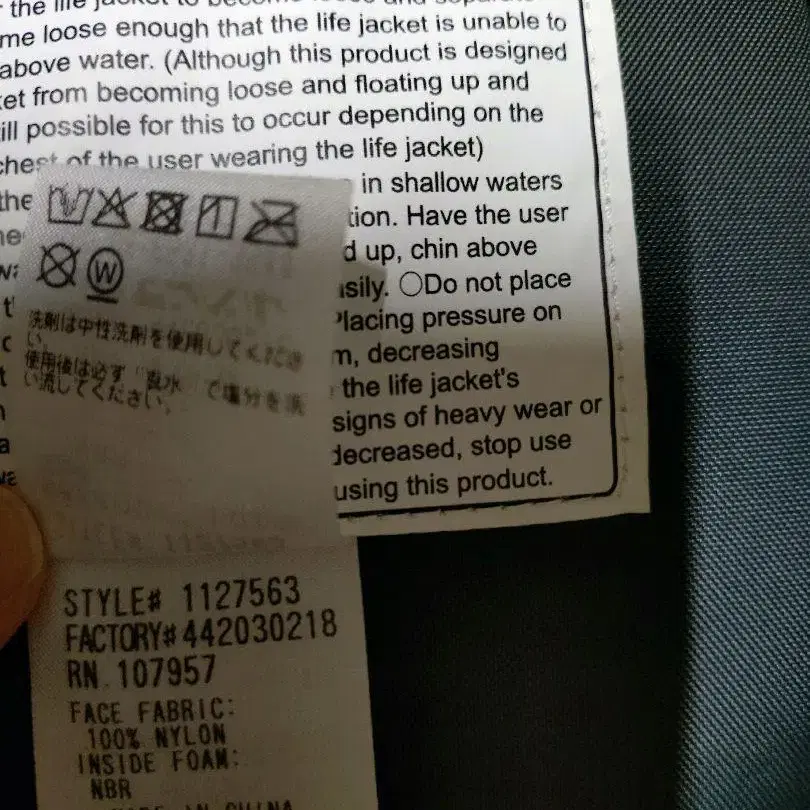 the life jacket to become loose and
me loose enough that the life jacket is unable to
above water. (Although this product is designed
ket from becoming loose and floating up and
ill possible for this to occur depending on the
chest of the user wearing the life jacket)
the in shallow waters
tion. Have the user
d up, chin above
asily. ○Do not place
Placing pressure on
m, decreasing
the life jacket's
signs of heavy wear or
decreased, stop use
using this product.
W
洗剤は中性洗剤を使用してくださ
い。
使用後は必ず "真水" で塩分を洗
い流してください。
STYLE# 1127563
FACTORY#442030218
RN 107957
FACE FABRIC:
100% NYLON
INSIDE FOAM:
NBR
MADE IN CHINA